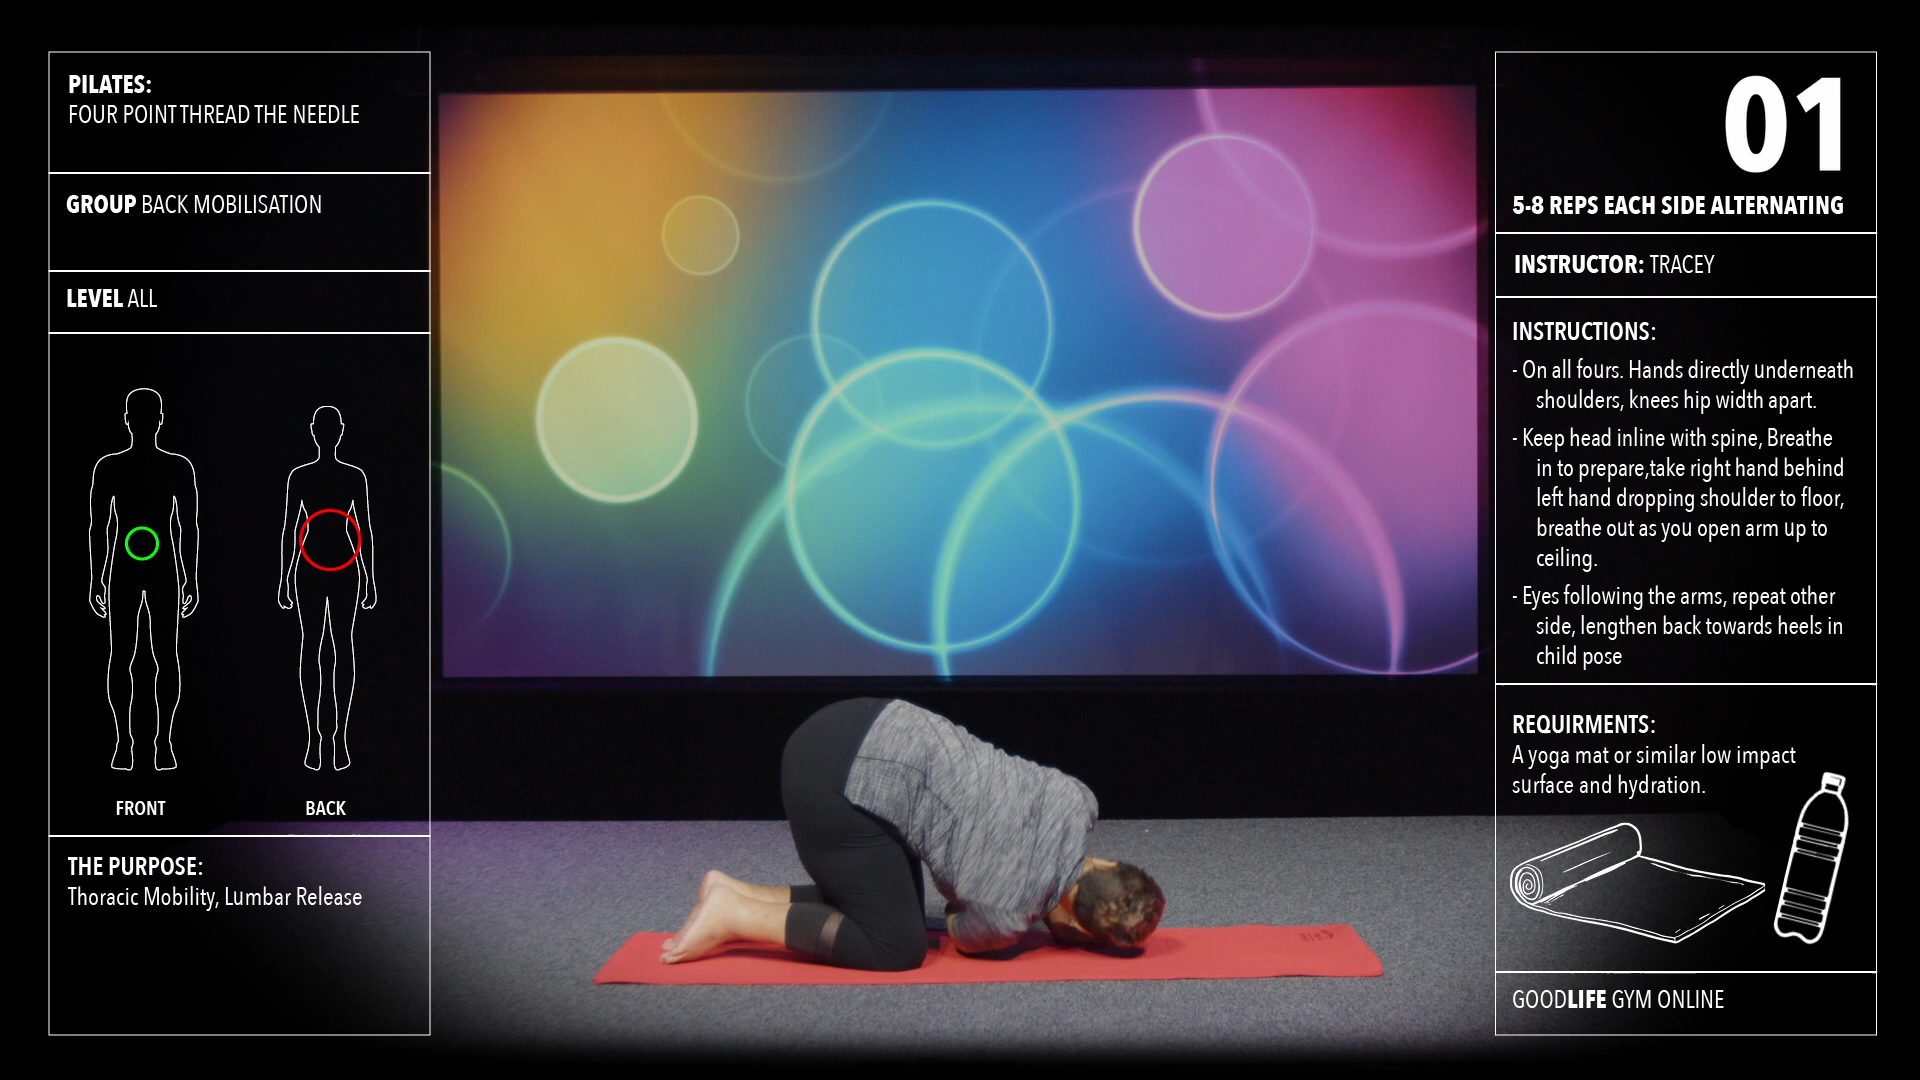 PILATES:
FOUR POINT THREAD THE NEEDLE
GROUP BACK MOBILISATION
LEVEL ALL
FRONT
BACK
THE PURPOSE:
Thoracic Mobility, Lumbar Release
01
5-8 REPS EACH SIDE ALTERNATING
INSTRUCTOR: TRACEY
INSTRUCTIONS:
- On all fours. Hands directly underneath
shoulders, knees hip width apart.
- Keep head inline with spine, Breathe
in to prepare,take right hand behind
left hand dropping shoulder to floor,
breathe out as you open arm up to
ceiling.
- Eyes following the arms, repeat other
side, lengthen back towards heels in
child pose
REQUIRMENTS:
A yoga mat or similar low impact
surface and hydration.
GOODLIFE GYM ONLINE